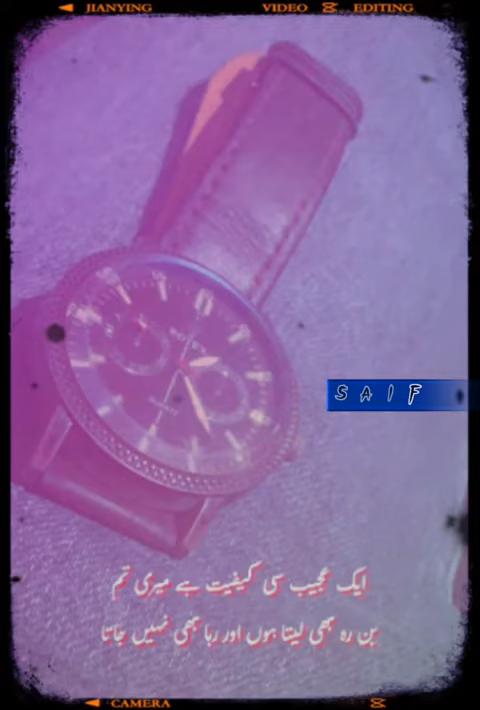 JIANYING VIDEO EDITING
SAIF
ایک عجیب سی کیفیت ہے میری تم
بن رہ بھی لیتا ہوں اور رہا بھی نہیں جاتا
CAMERA